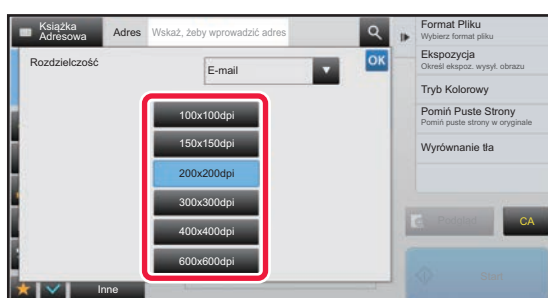 Książka
Adresowa
Adres
Wskaż, żeby wprowadzić adres
Rozdzielczość
E-mail
OK
100x100dpi
150x150dpi
200x200dpi
300x300dpi
400x400dpi
600x600dpi
Inne
Format Pliku
Wybierz format pliku
Ekspozycja
Określ ekspoz. wysył. obrazu
Tryb Kolorowy
Pomiń Puste Strony
Pomiń puste strony w oryginale
Wyrównanie tła
Podgląd
CA
Start